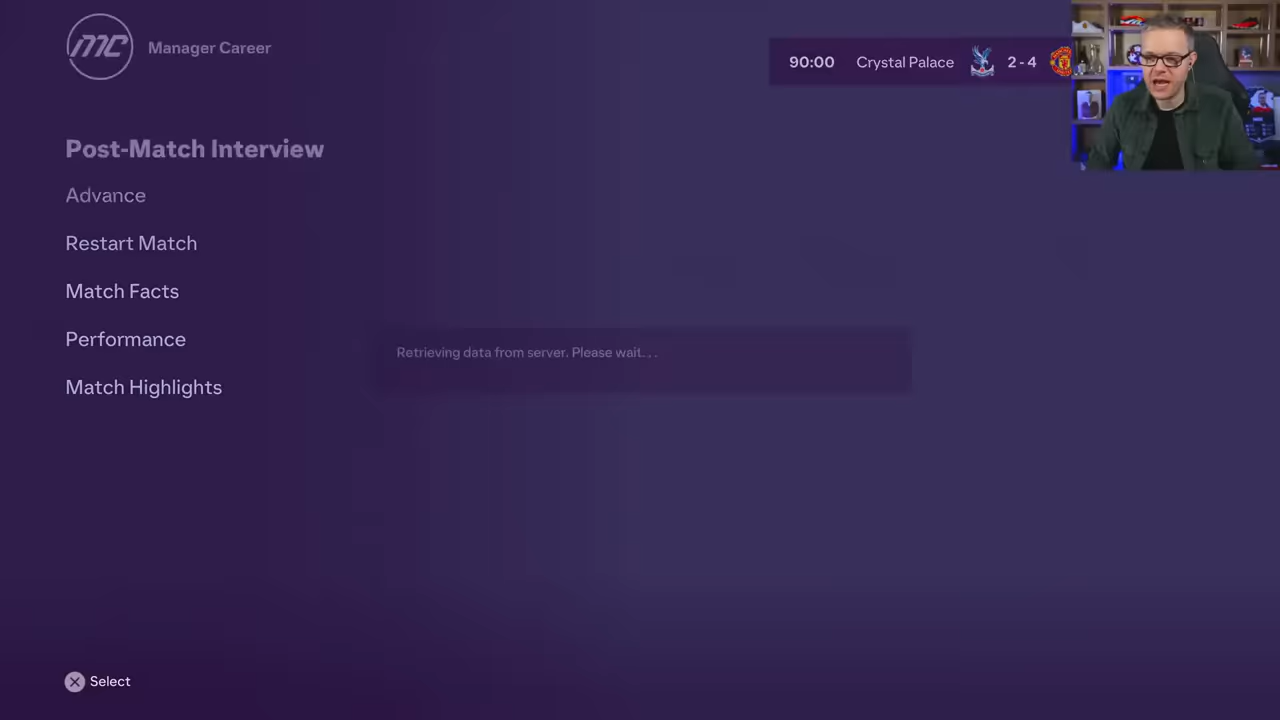 MC Manager Career
90:00 Crystal Palace 2 - 4
Post-Match Interview
Advance
Restart Match
Match Facts
Performance
Match Highlights
Retrieving data from server. Please wait. . .
Select